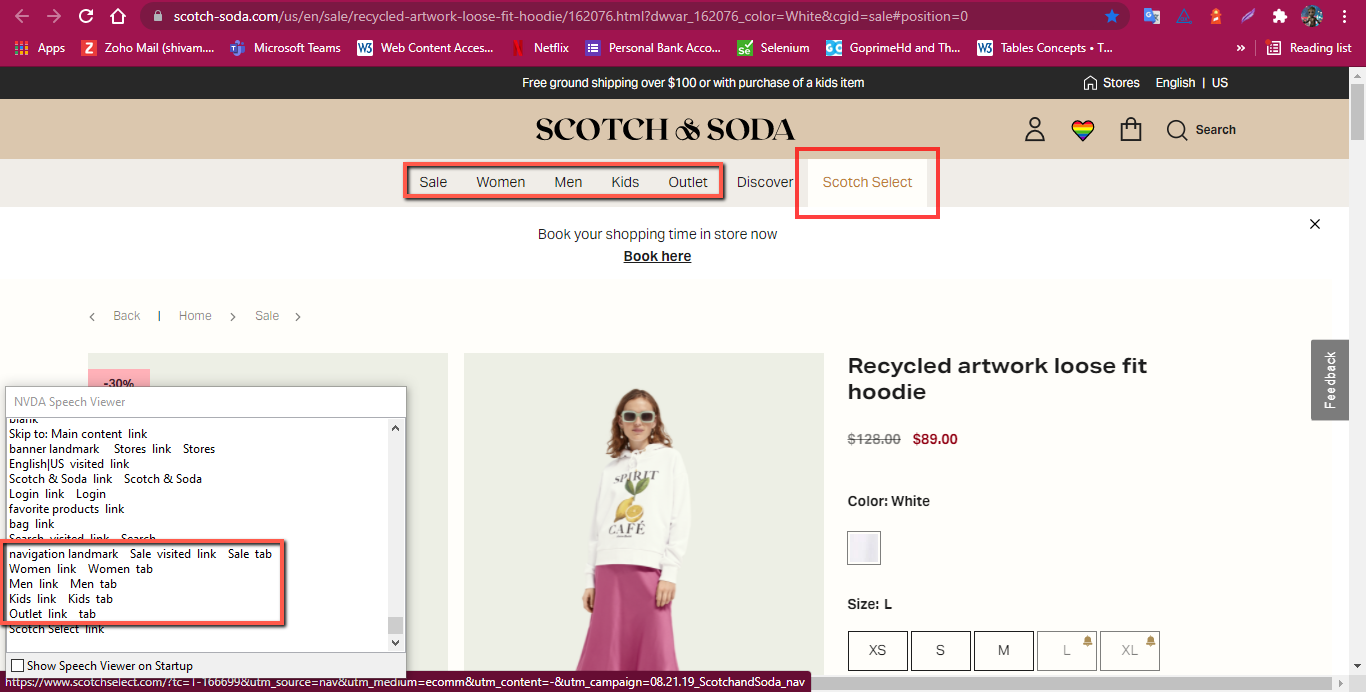 scotch-soda.com/us/en/sale/recycled-artwork-loose-fit-hoodie/162076.html?dwvar_162076_color=White&cgid=sale#position=0
Apps Zoho Mail (shivam.... Microsoft Teams Web Content Acces... Netflix Personal Bank Acco... Selenium GoprimeHd and Th... Tables Concepts • T... » Reading list
Free ground shipping over $100 or with purchase of a kids item
Stores English | US
SCOTCH & SODA
Search
Sale Women Men Kids Outlet Discover Scotch Select
Book your shopping time in store now
Book here
Back | Home Sale
-30%
Recycled artwork loose fit
hoodie
$128.00 $89.00
Color: White
Size: L
XS S M L XL
Feedback
SPIRIT
CAFÉ
NVDA Speech Viewer
blank
Skip to: Main content link
banner landmark Stores link Stores
English|US visited link
Scotch & Soda link Scotch & Soda
Login link Login
favorite products link
bag link
Search visited link Search
navigation landmark Sale visited link Sale tab
Women link Women tab
Men link Men tab
Kids link Kids tab
Outlet link tab
Scotch Select link
Show Speech Viewer on Startup
https://www.scotchselect.com/?tc=1-166699&utm_source=nav&utm_medium=ecomm&utm_content=-&utm_campaign=08.21.19_ScotchandSoda_nav